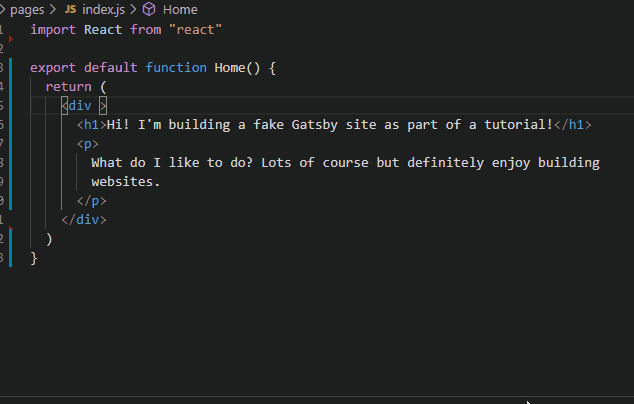 pages > JS index.js > Home
1 import React from "react"
2
3 export default function Home() {
4 return (
5 <div >
6 <h1>Hi! I'm building a fake Gatsby site as part of a tutorial!</h1>
7 <p>
8 What do I like to do? Lots of course but definitely enjoy building
9 websites.
0 </p>
1 </div>
2 )
3 }